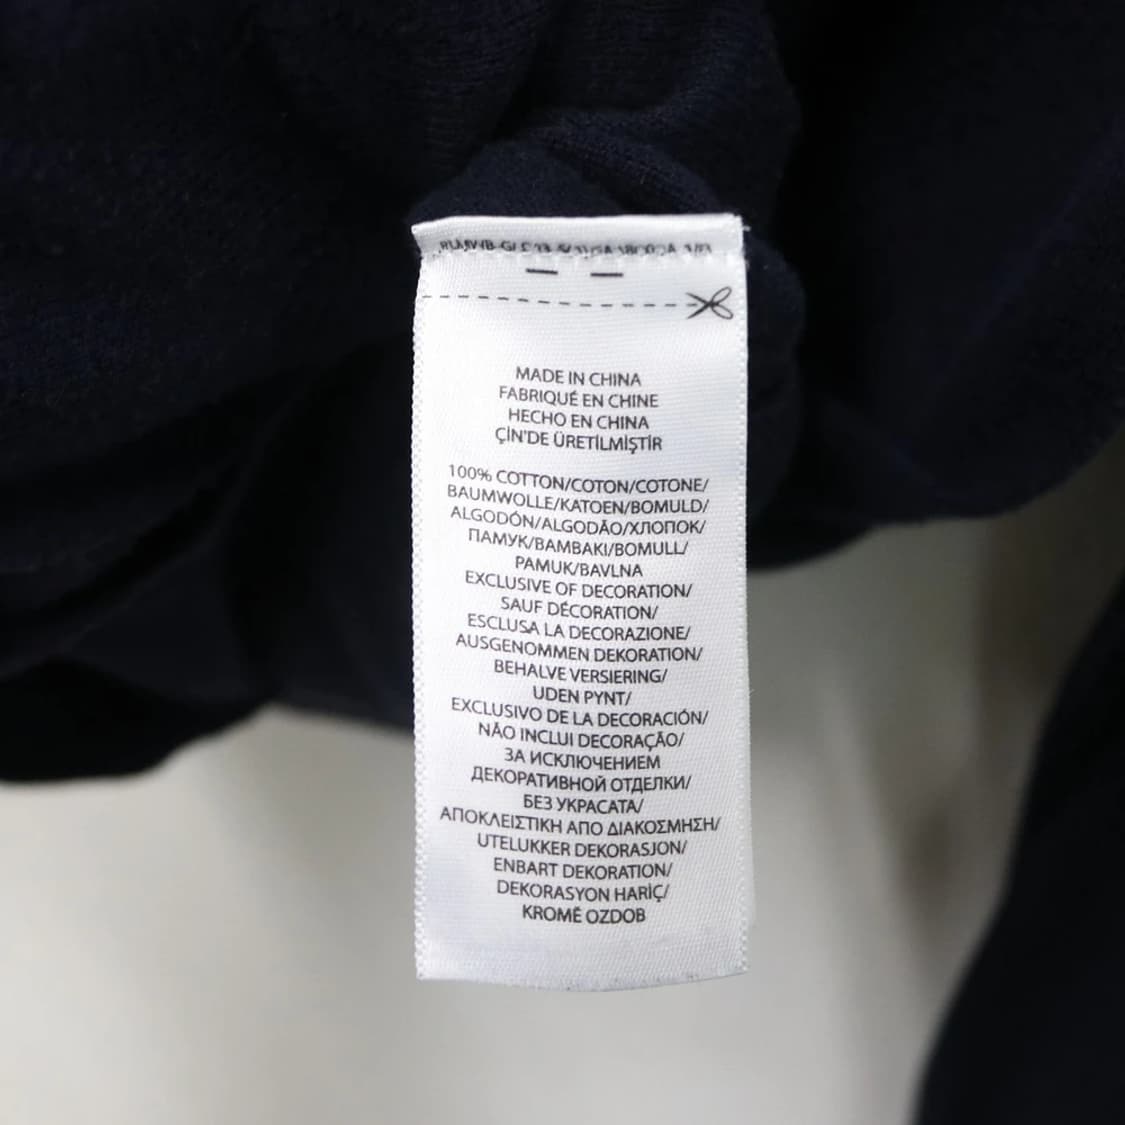 MADE IN CHINA
FABRIQUÉ EN CHINE
HECHO EN CHINA
ÇİN'DE ÜRETİLMİŞTİR
100% COTTON/COTON/COTONE/
BAUMWOLLE/KATOEN/BOMULD/
ALGODÓN/ALGODÃO/ХЛОПОК/
ПАМУК/ΒΑΜΒΑΚΙ/BOMULL/
PAMUK/BAVLNA
EXCLUSIVE OF DECORATION/
SAUF DÉCORATION/
ESCLUSA LA DECORAZIONE/
AUSGENOMMEN DEKORATION/
BEHALVE VERSIERING/
UDEN PYNT/
EXCLUSIVO DE LA DECORACIÓN/
NÃO INCLUI DECORAÇÃO/
ЗА ИСКЛЮЧЕНИЕМ
ДЕКОРАТИВНОЙ ОТДЕЛКИ/
БЕЗ УКРАСАТА/
ΑΠΟΚΛΕΙΣΤΙΚΗ ΑΠΟ ΔΙΑΚΟΣΜΗΣΗ/
UTELUKKER DEKORASJON/
ENBART DEKORATION/
DEKORASYON HARİÇ/
KROMĚ OZDOB